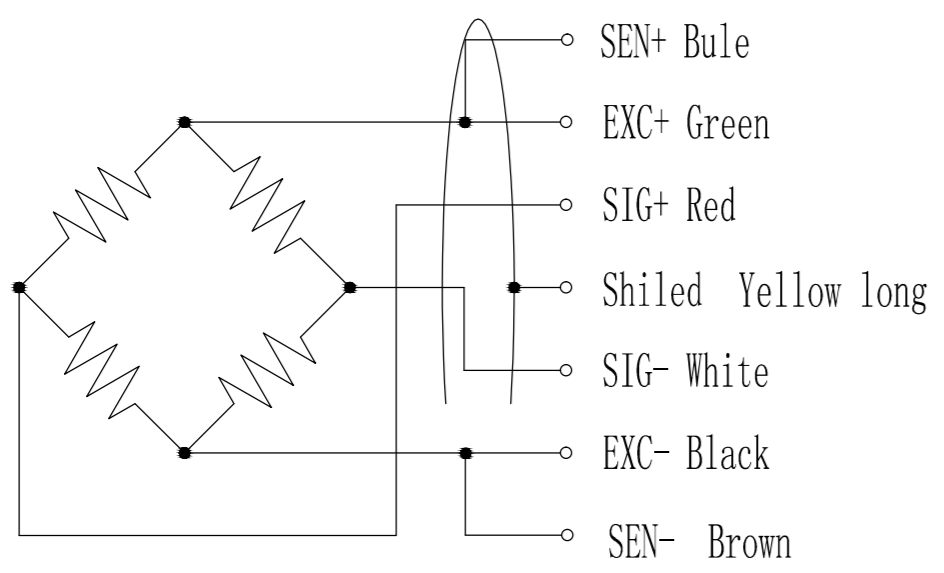 SEN+ Bule
EXC+ Green
SIG+ Red
Shiled Yellow long
SIG- White
EXC- Black
SEN- Brown